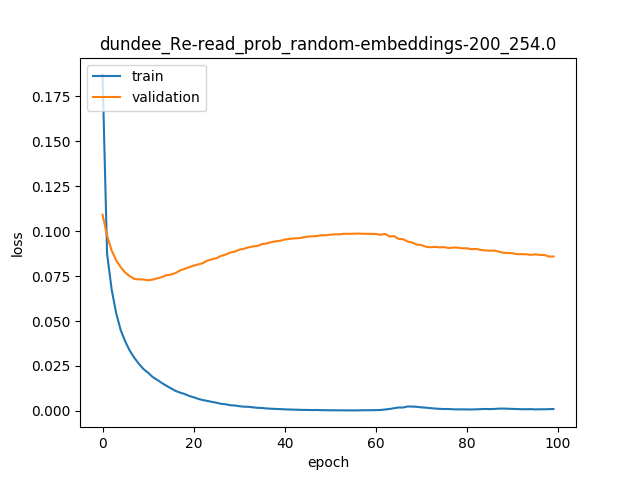 dundee_Re-read_prob_random-embeddings-200_254.0
train
validation
loss
0.175
0.150
0.125
0.100
0.075
0.050
0.025
0.000
0 20 40 60 80 100
epoch